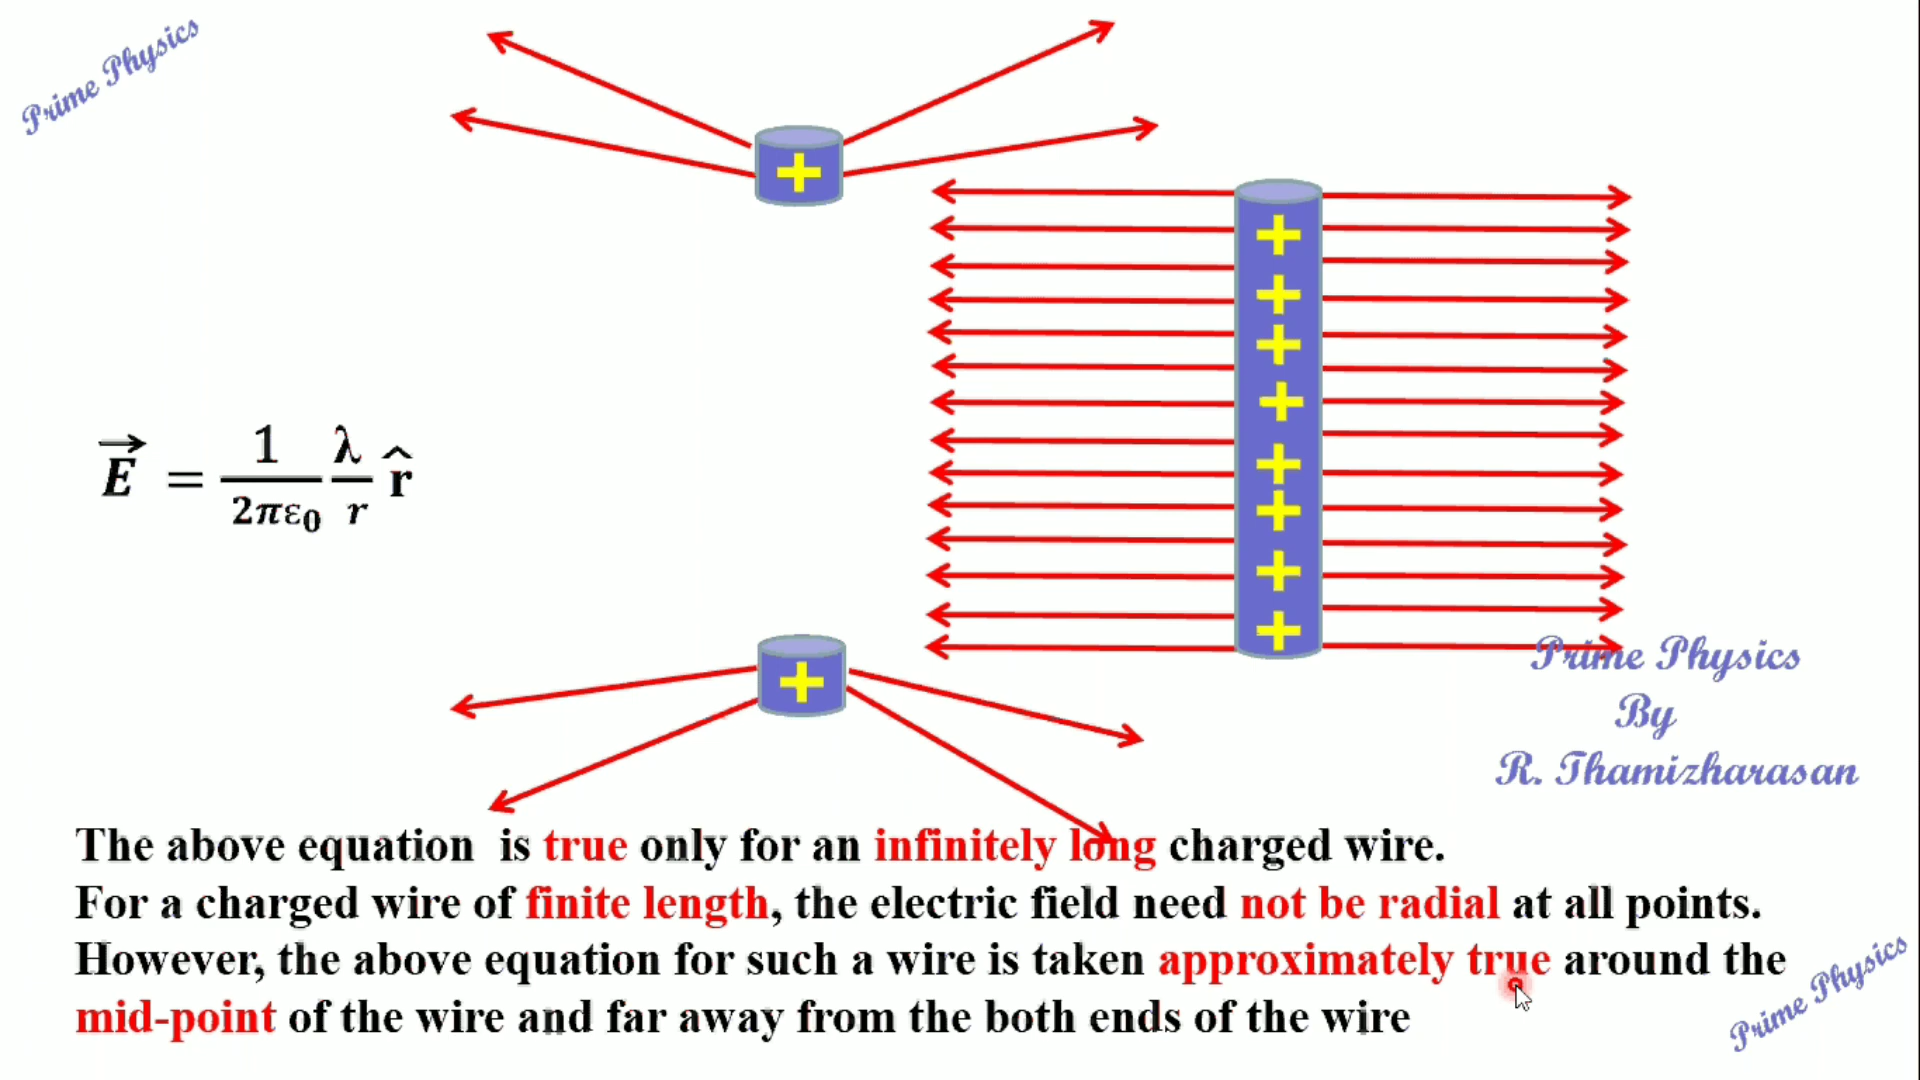 Prime Physics
+
+
+
+
+
+
+
+
+
E⃗ = 1/(2πε₀) λ/r r̂
+
Prime Physics
By
R. Thamizharasan
The above equation is true only for an infinitely long charged wire.
For a charged wire of finite length, the electric field need not be radial at all points.
However, the above equation for such a wire is taken approximately true around the
mid-point of the wire and far away from the both ends of the wire
Prime Physics